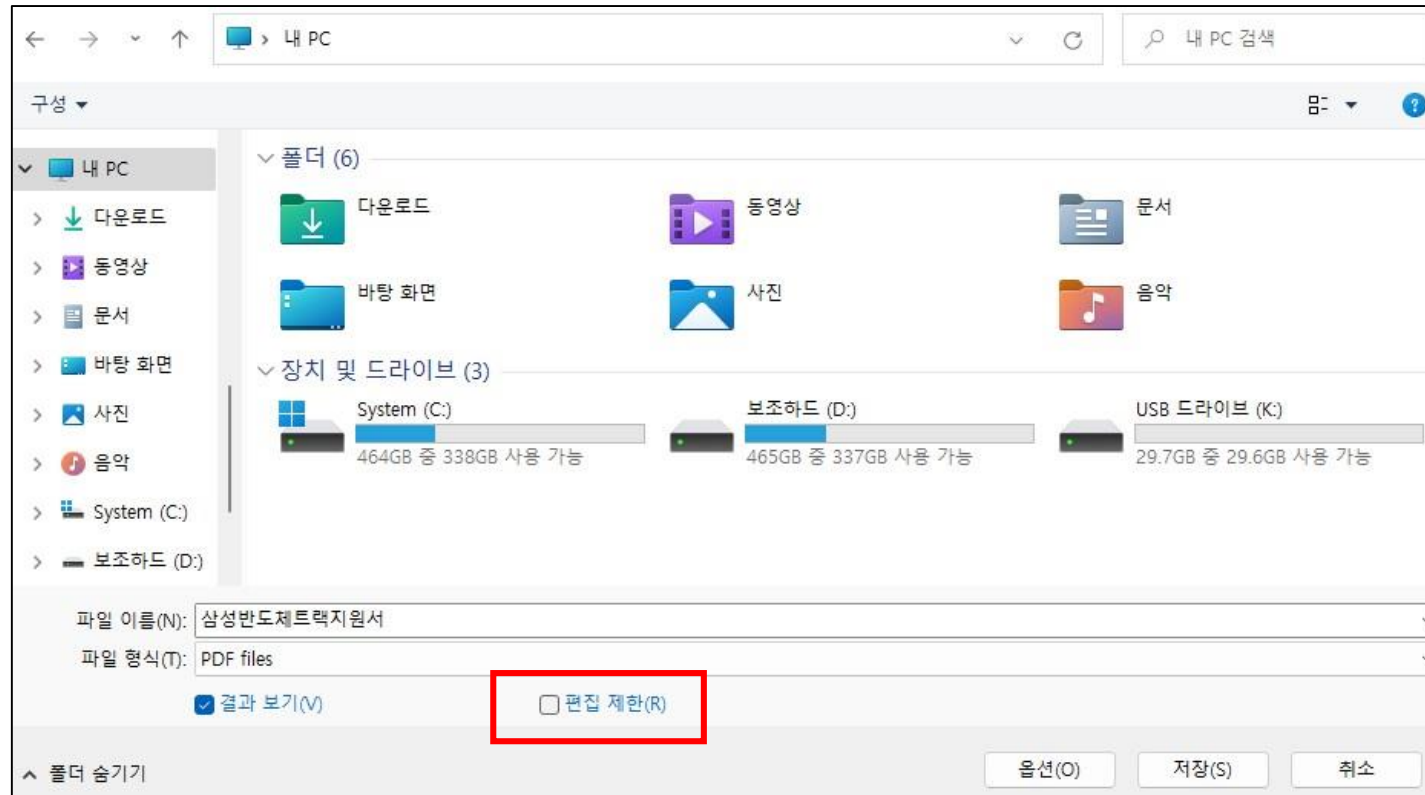 내 PC
내 PC 검색
구성
내 PC
다운로드
동영상
문서
바탕 화면
사진
음악
System (C:)
보조하드 (D:)
폴더 (6)
다운로드
동영상
문서
바탕 화면
사진
음악
장치 및 드라이브 (3)
System (C:)
464GB 중 338GB 사용 가능
보조하드 (D:)
465GB 중 337GB 사용 가능
USB 드라이브 (K:)
29.7GB 중 29.6GB 사용 가능
파일 이름(N): 삼성반도체트랙지원서
파일 형식(T): PDF files
결과 보기(V) 편집 제한(R)
폴더 숨기기 옵션(O) 저장(S) 취소